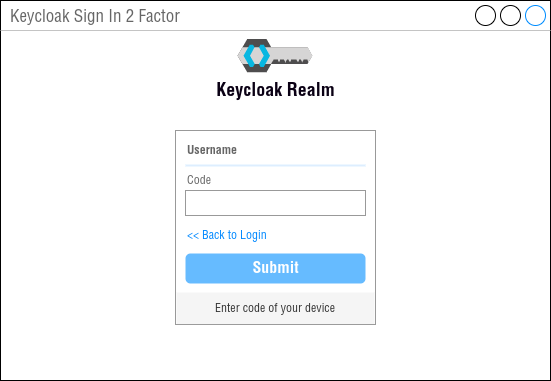 Keycloak Sign In 2 Factor
Keycloak Realm
Username
Code
<< Back to Login
Submit
Enter code of your device